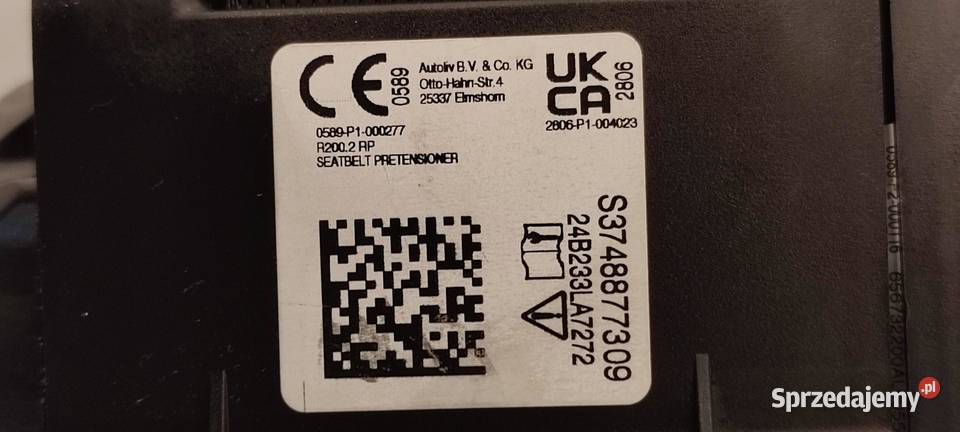 CE 0589
Autoliv B.V. & Co. KG
Otto-Hahn-Str. 4
25337 Elmshorn
UK
CA
2806
0589-P1-000277
2806-P1-004023
R200.2 RP
SEATBELT PRETENSIONER
S3748877309
24B233LA7272
Sprzedajemy.pl